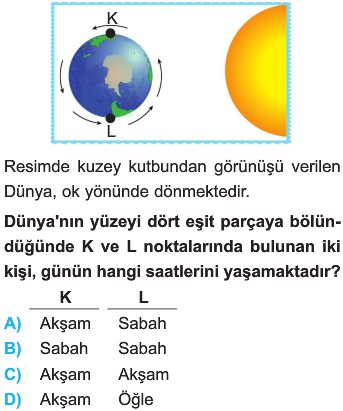 K
L
Resimde kuzey kutbundan görünüşü verilen
Dünya, ok yönünde dönmektedir.
Dünya'nın yüzeyi dört eşit parçaya bölün-
düğünde K ve L noktalarında bulunan iki
kişi, günün hangi saatlerini yaşamaktadır?
K L
A) Akşam Sabah
B) Sabah Sabah
C) Akşam Akşam
D) Akşam Öğle